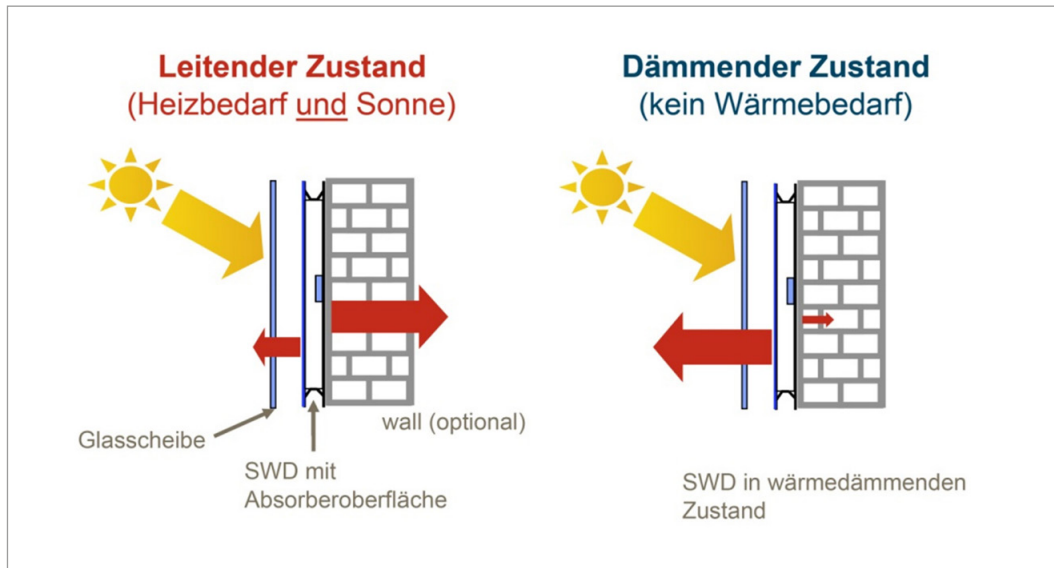 Leitender Zustand
(Heizbedarf und Sonne)
Dämmender Zustand
(kein Wärmebedarf)
Glasscheibe
wall (optional)
SWD mit
Absorberoberfläche
SWD in wärmedämmenden
Zustand